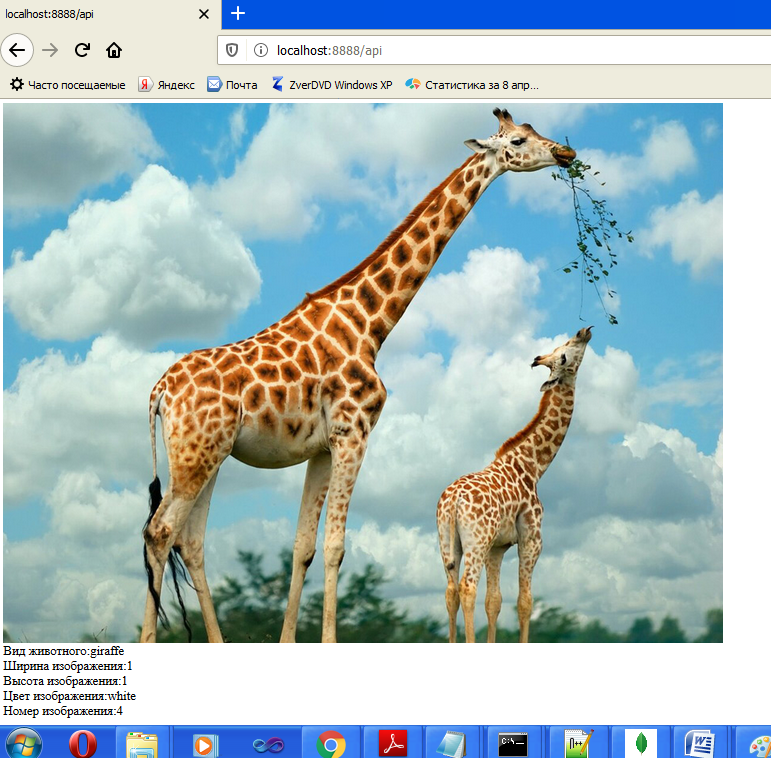 localhost:8888/api
localhost:8888/api
Часто посещаемые Яндекс Почта ZverDVD Windows XP Статистика за 8 апр...
Вид животного:giraffe
Ширина изображения:1
Высота изображения:1
Цвет изображения:white
Номер изображения:4